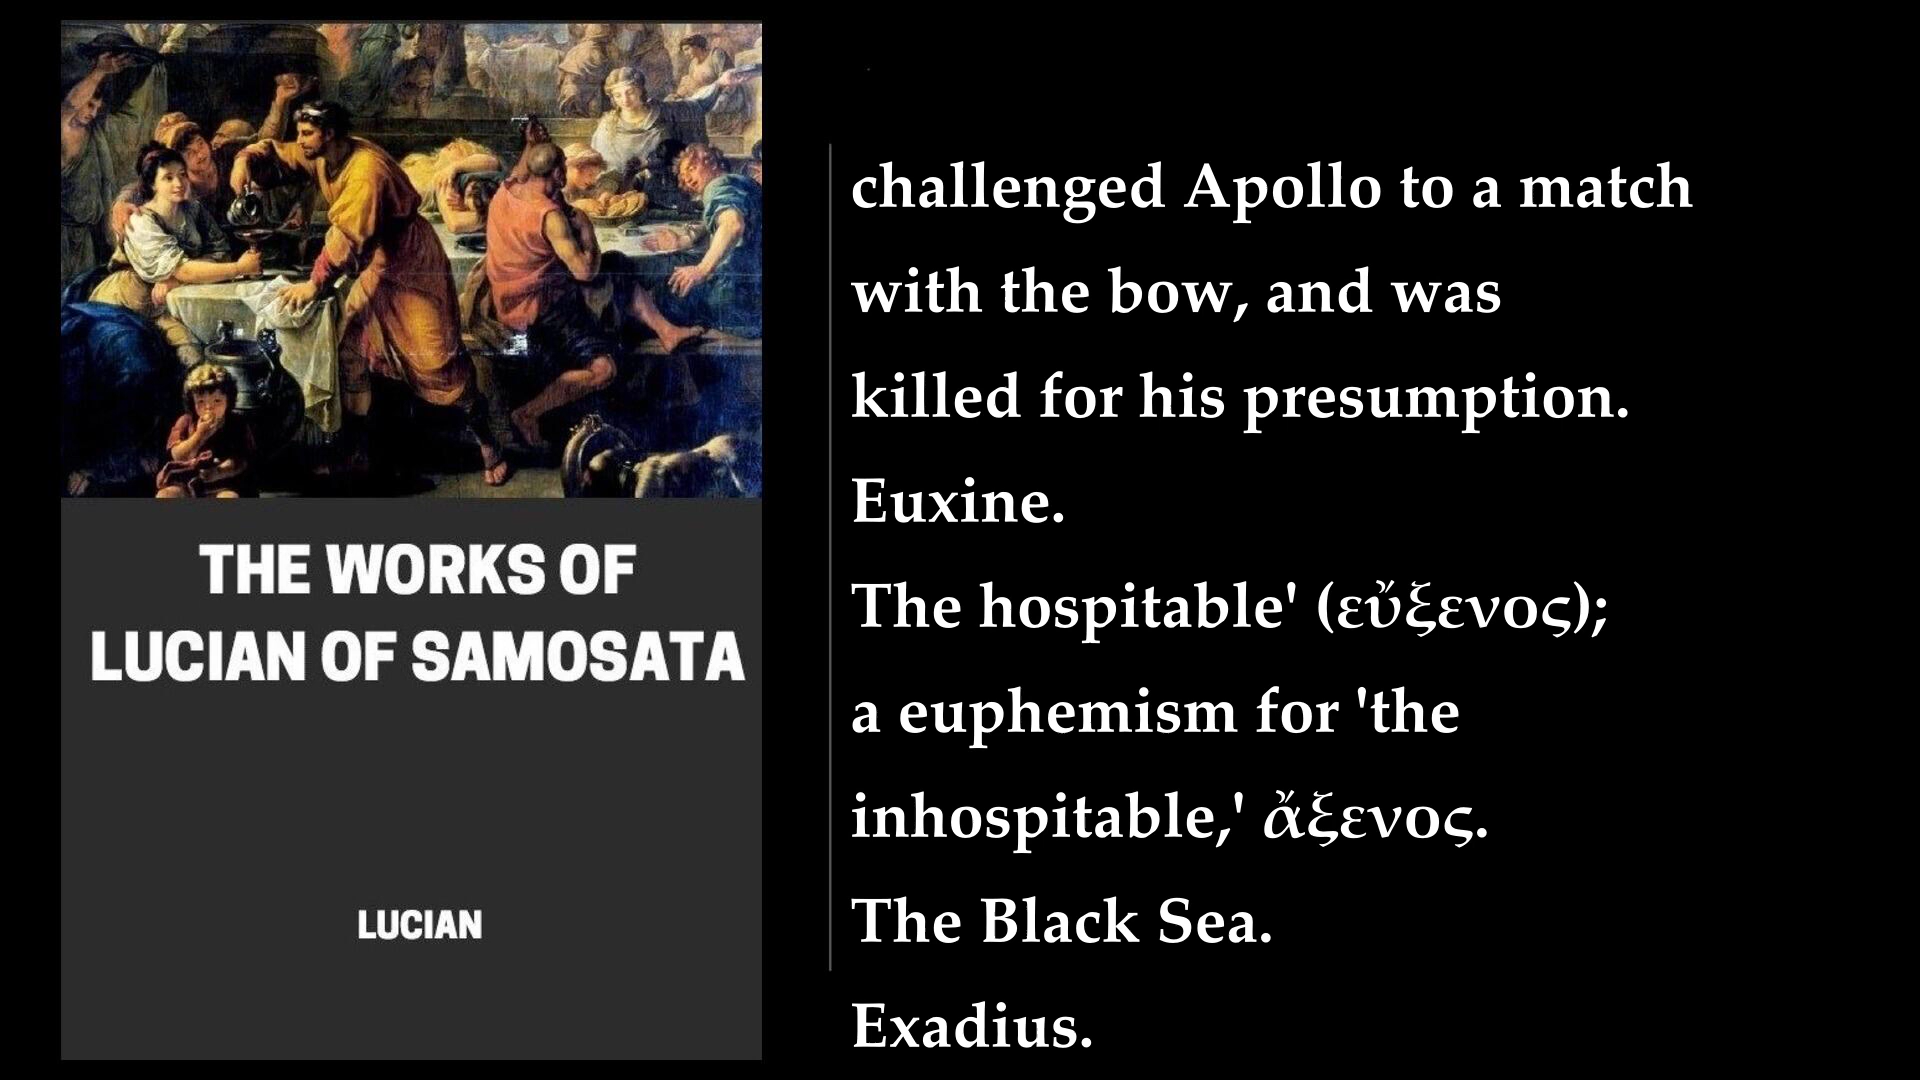 THE WORKS OF
LUCIAN OF SAMOSATA
LUCIAN
challenged Apollo to a match
with the bow, and was
killed for his presumption.
Euxine.
The hospitable' (εὔξενος);
a euphemism for 'the
inhospitable,' ἄξενος.
The Black Sea.
Exadius.